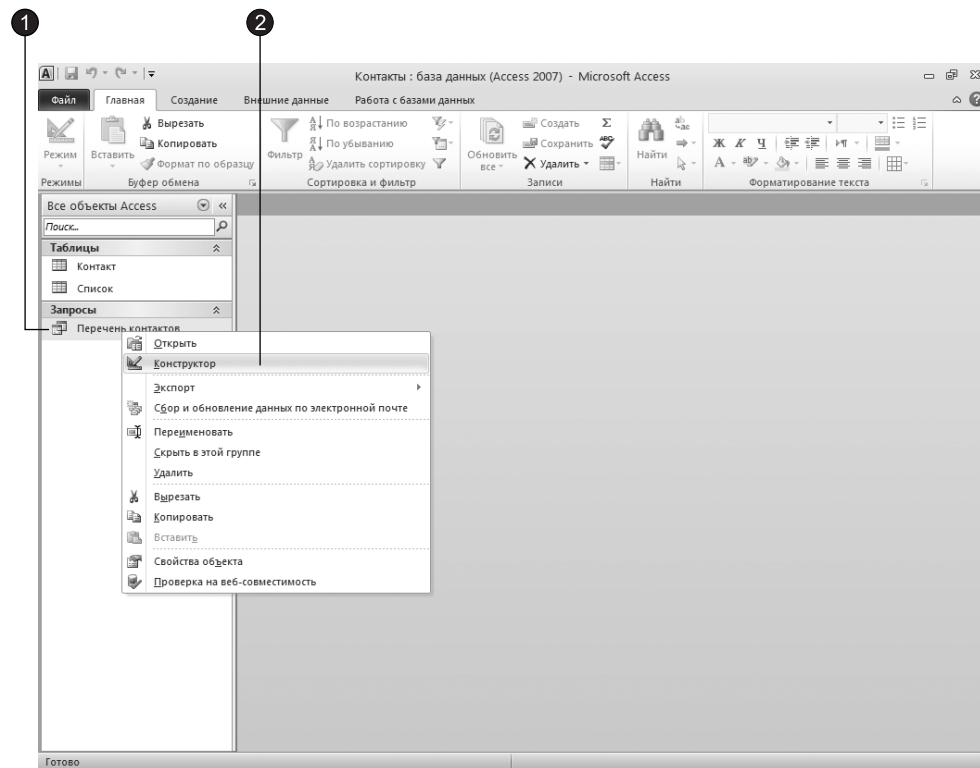 1 2
Контакты : база данных (Access 2007) - Microsoft Access
Файл Главная Создание Внешние данные Работа с базами данных
Режим
Режимы
Вставить
Вырезать
Копировать
Формат по образцу
Буфер обмена
Фильтр
По возрастанию
По убыванию
Удалить сортировку
Сортировка и фильтр
Обновить
все
Создать
Сохранить
Удалить
Записи
Найти
Найти
Ж К Ч
Форматирование текста
Все объекты Access
Поиск...
Таблицы
Контакт
Список
Запросы
Перечень контактов
Открыть
Конструктор
Экспорт
Сбор и обновление данных по электронной почте
Переименовать
Скрыть в этой группе
Удалить
Вырезать
Копировать
Вставить
Свойства объекта
Проверка на веб-совместимость
Готово